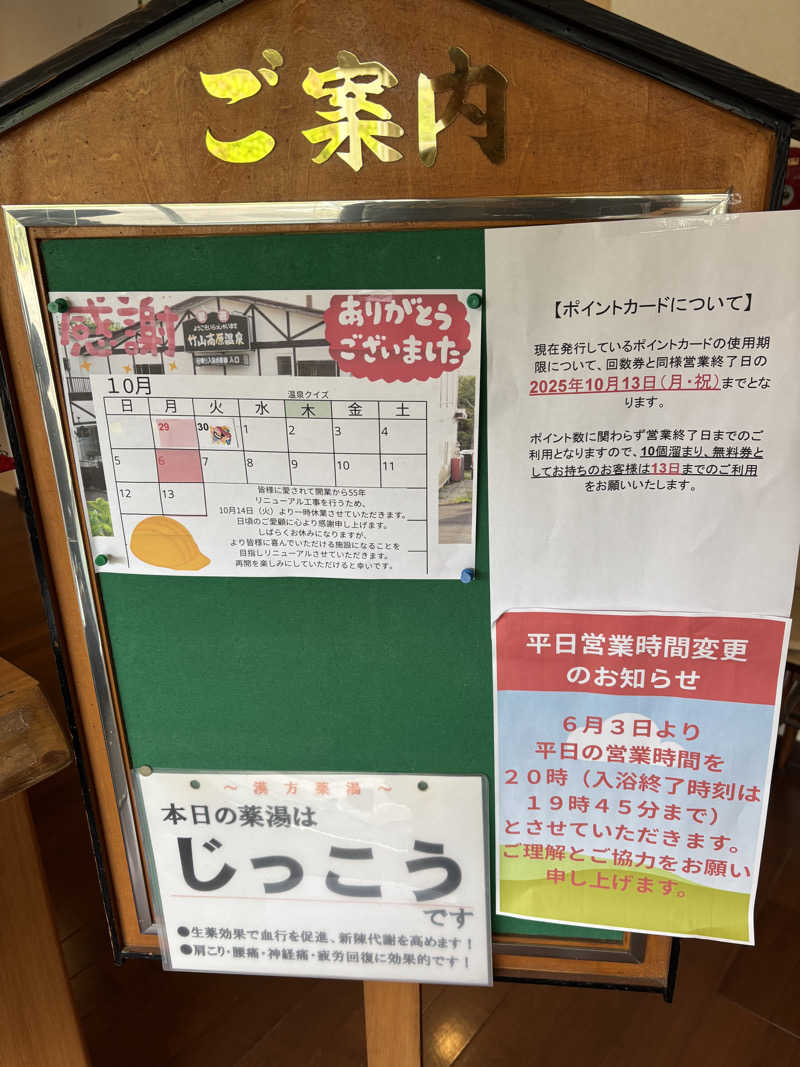 ご案内
感謝
ようこそいらっしゃいませ
竹山高原温泉
ありがとう
ございました
10月
温泉クイズ
日 月 火 水 木 金 土
29 30 1 2 3 4
5 6 7 8 9 10 11
12 13
皆様に愛されて開業から55年
リニューアル工事を行うため、
10月14日（火）より一時休業させていただきます。
日頃のご愛顧に心より感謝申し上げます。
しばらくお休みになりますが、
より皆様に喜んでいただける施設になることを
目指しリニューアルさせていただきます。
再開を楽しみにしていただけると幸いです。
【ポイントカードについて】
現在発行しているポイントカードの使用期
限について、回数券と同様営業終了日の
2025年10月13日（月・祝）までとな
ります。
ポイント数に関わらず営業終了日までのご
利用となりますので、10個溜まり、無料券と
してお持ちのお客様は13日までのご利用
をお願いいたします。
平日営業時間変更
のお知らせ
６月３日より
平日の営業時間を
２０時（入浴終了時刻は
１９時４５分まで）
とさせていただきます。
ご理解とご協力をお願い
申し上げます。
～漢方薬湯～
本日の薬湯は
じっこう
です
●生薬効果で血行を促進、新陳代謝を高めます！
●肩こり・腰痛・神経痛・疲労回復に効果的です！